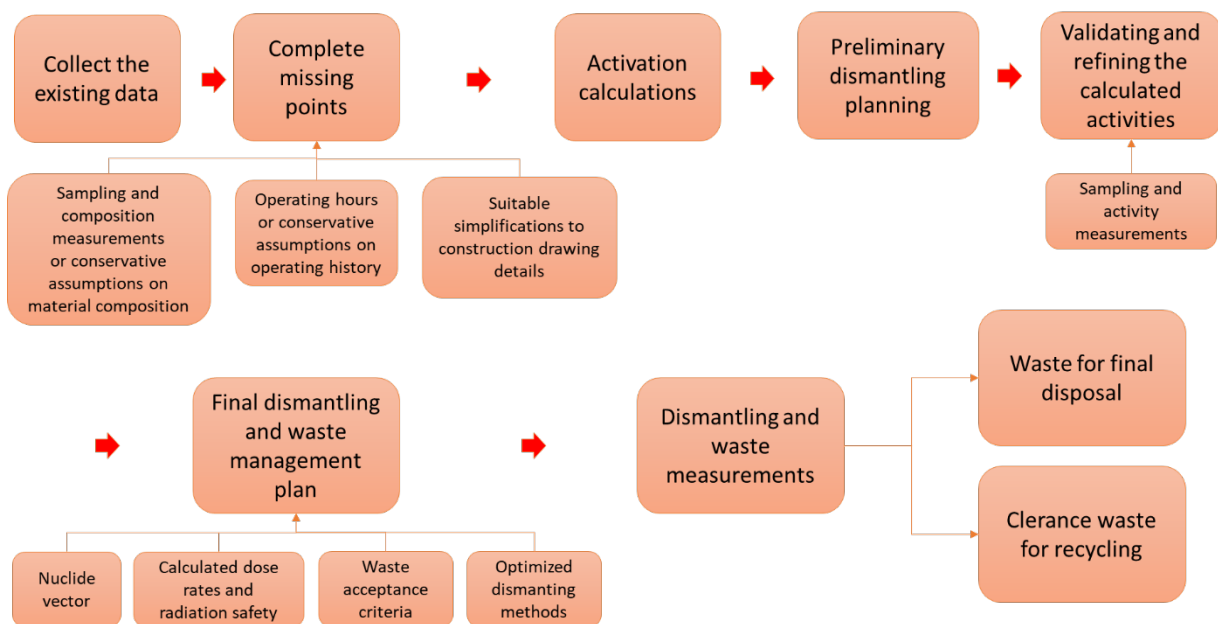 Collect the
existing data
Complete
missing
points
Activation
calculations
Preliminary
dismantling
planning
Validating and
refining the
calculated
activities
Sampling and
composition
measurements
or conservative
assumptions on
material composition
Operating hours
or conservative
assumptions on
operating history
Suitable
simplifications to
construction drawing
details
Sampling and
activity
measurements
Final dismantling
and waste
management
plan
Nuclide
vector
Calculated dose
rates and
radiation safety
Waste
acceptance
criteria
Optimized
dismanting
methods
Dismantling and
waste
measurements
Waste for final
disposal
Clerance waste
for recycling